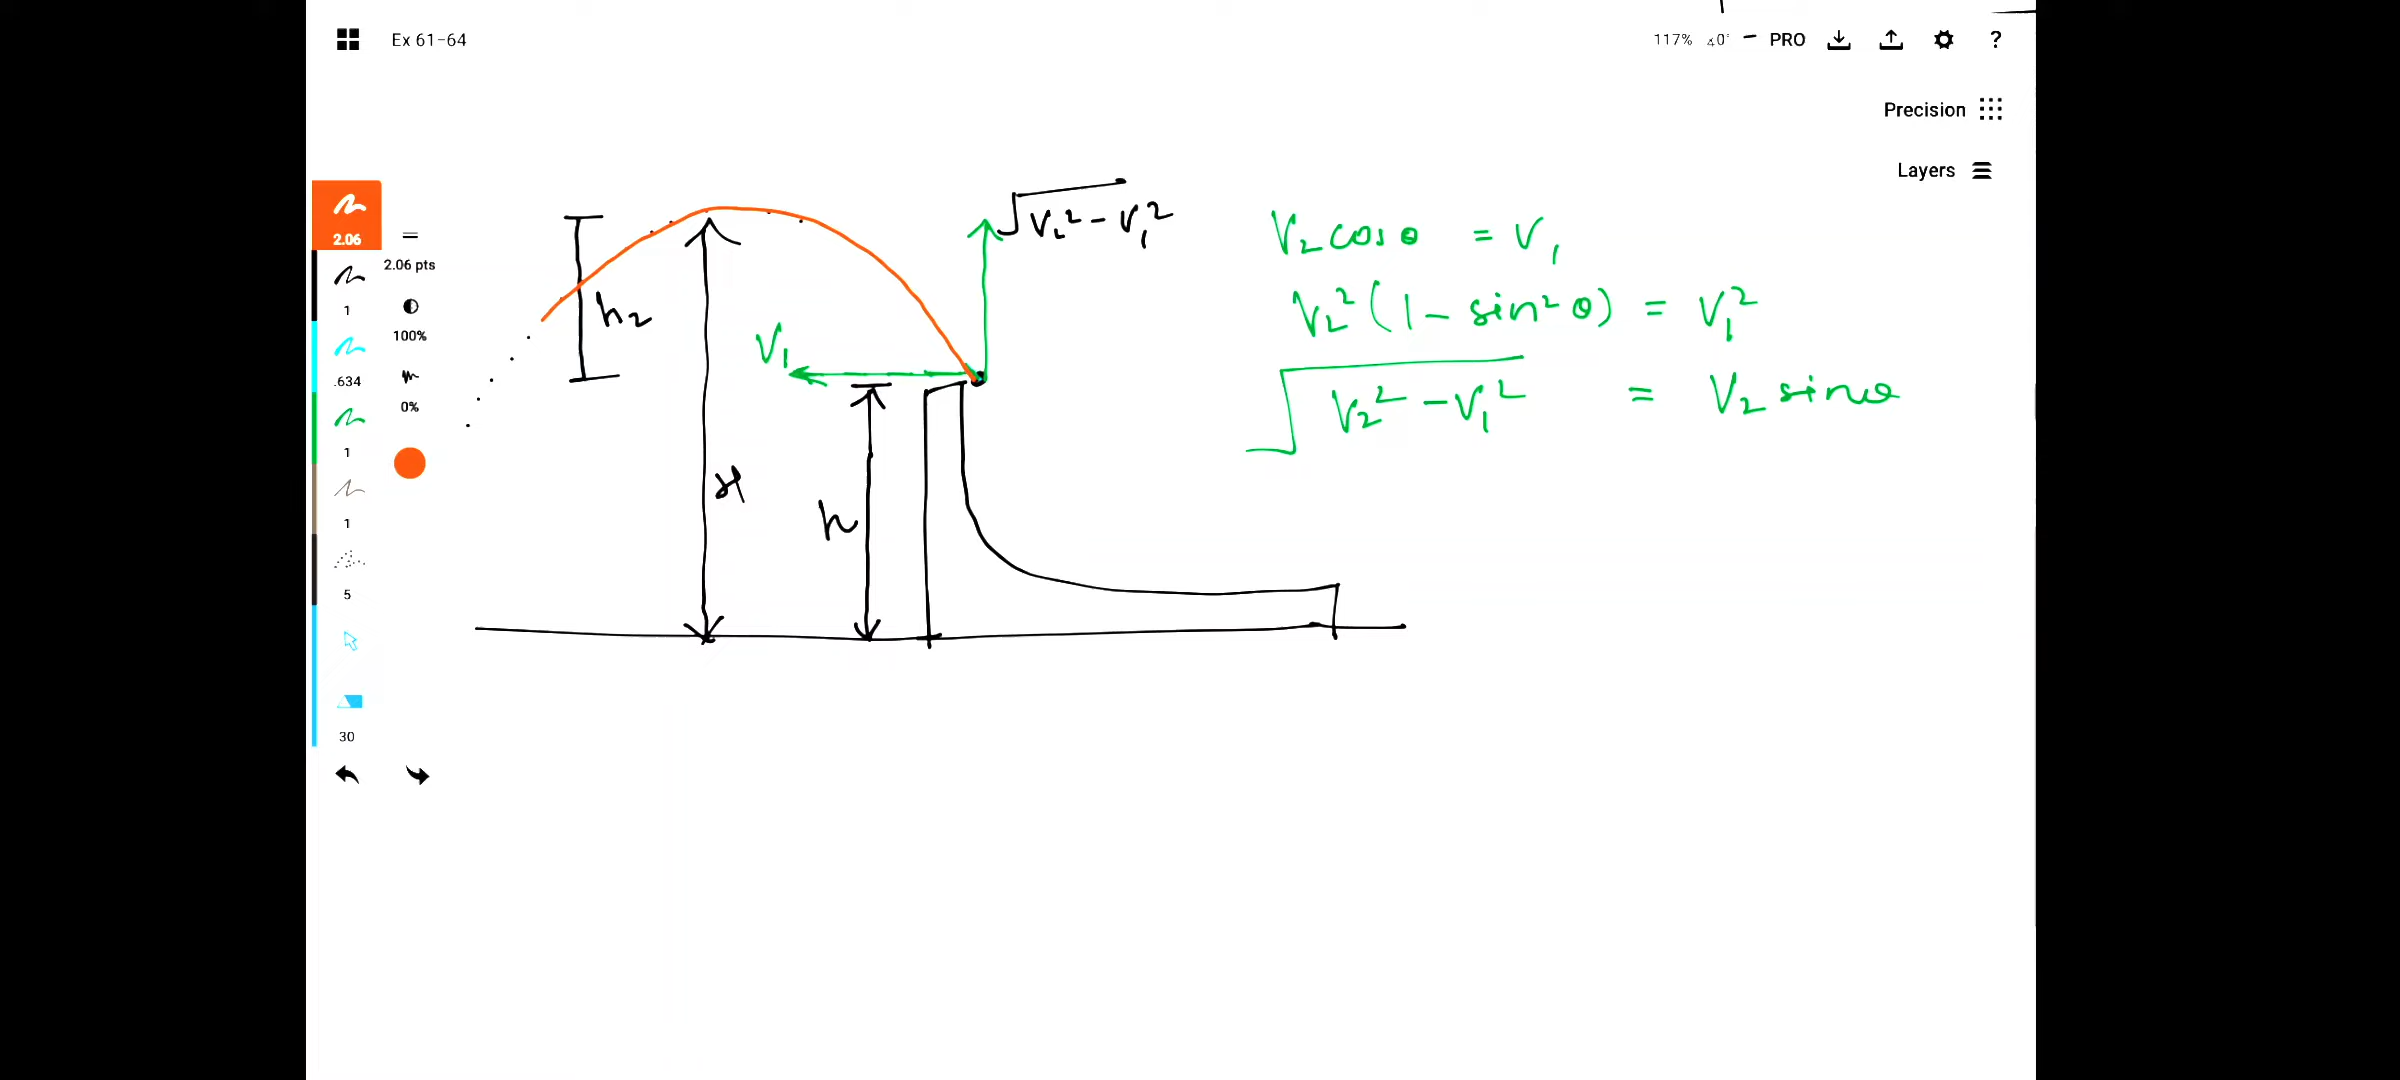 Ex 61-64
117% 40° – PRO ?
Precision
Layers
2.06
2.06 pts
1
100%
.634
0%
1
1
5
30
√V₂² - V₁²
h₂
V₁
H
h
V₂ cos θ = V₁
V₂² (1 - sin² θ) = V₁²
√V₂² - V₁² = V₂ sin θ